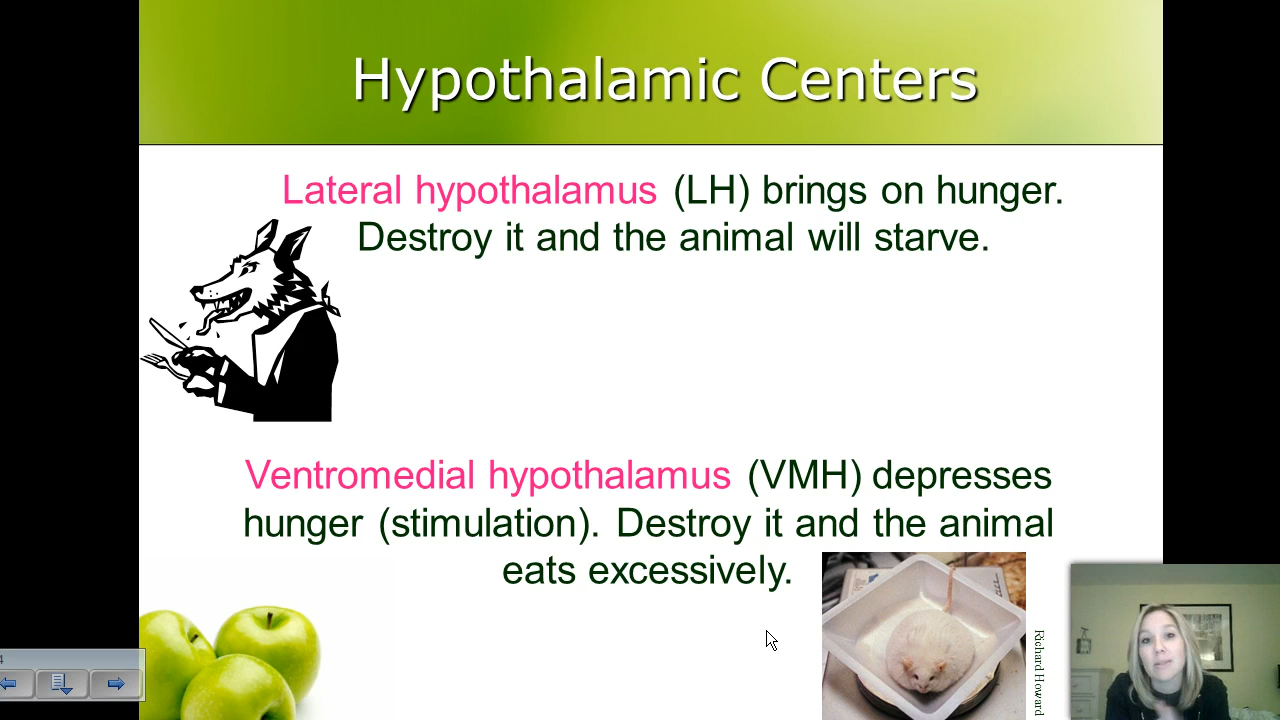 Hypothalamic Centers
Lateral hypothalamus (LH) brings on hunger.
Destroy it and the animal will starve.
Ventromedial hypothalamus (VMH) depresses
hunger (stimulation). Destroy it and the animal
eats excessively.
Richard Howard
4